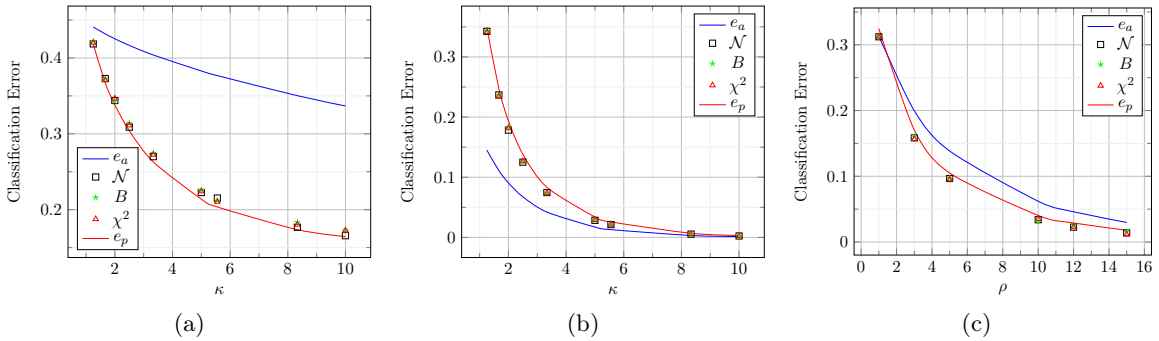 0.4
0.3
0.2
2 4 6 8 10
κ
Classification Error
e_a
𝒩
B
χ²
e_p
(a)
0.3
0.2
0.1
0
2 4 6 8 10
κ
Classification Error
e_a
𝒩
B
χ²
e_p
(b)
0.3
0.2
0.1
0
0 2 4 6 8 10 12 14 16
ρ
Classification Error
e_a
𝒩
B
χ²
e_p
(c)